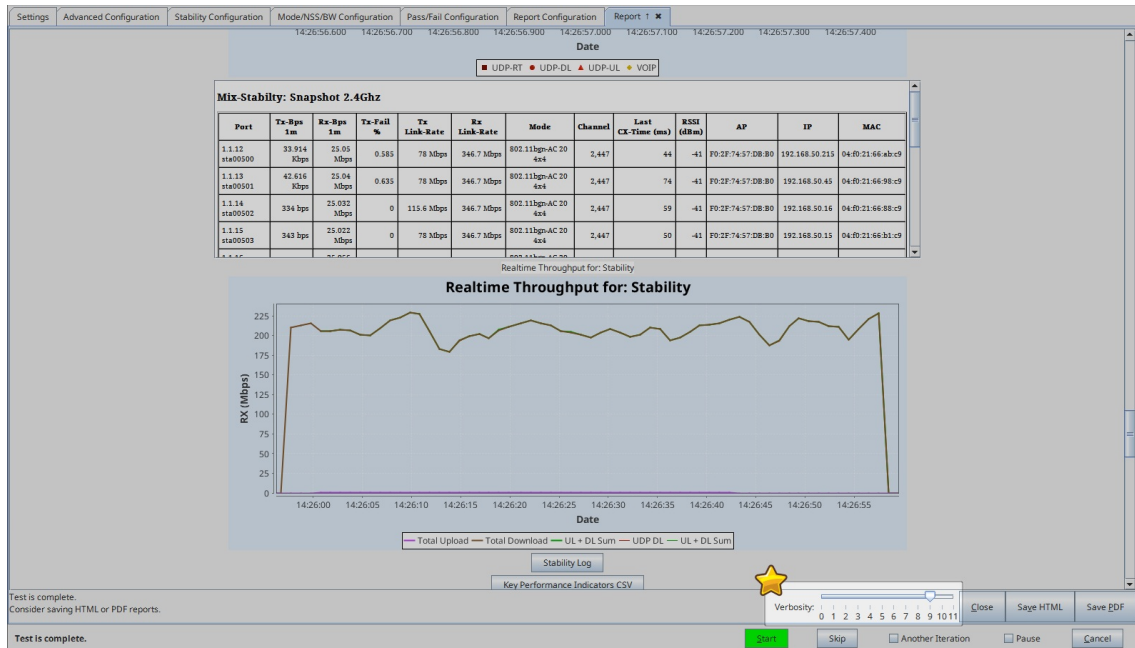 Settings Advanced Configuration Stability Configuration Mode/NSS/BW Configuration Pass/Fail Configuration Report Configuration Report ↑ ✖
14:26:56.600 14:26:56.700 14:26:56.800 14:26:56.900 14:26:57.000 14:26:57.100 14:26:57.200 14:26:57.300 14:26:57.400
Date
UDP-RT UDP-DL UDP-UL VOIP
Mix-Stabilty: Snapshot 2.4Ghz
Port Tx-Bps 1m Rx-Bps 1m Tx-Fail % Tx Link-Rate Rx Link-Rate Mode Channel Last CX-Time (ms) RSSI (dBm) AP IP MAC
1.1.12 sta00500 33.914 Kbps 25.05 Mbps 0.585 78 Mbps 346.7 Mbps 802.11bgn-AC 20 4x4 2,447 44 -41 F0:2F:74:57:DB:B0 192.168.50.215 04:f0:21:66:ab:c9
1.1.13 sta00501 42.616 Kbps 25.04 Mbps 0.635 78 Mbps 346.7 Mbps 802.11bgn-AC 20 4x4 2,447 74 -41 F0:2F:74:57:DB:B0 192.168.50.45 04:f0:21:66:98:c9
1.1.14 sta00502 334 bps 25.032 Mbps 0 115.6 Mbps 346.7 Mbps 802.11bgn-AC 20 4x4 2,447 59 -41 F0:2F:74:57:DB:B0 192.168.50.16 04:f0:21:66:88:c9
1.1.15 sta00503 343 bps 25.022 Mbps 0 78 Mbps 346.7 Mbps 802.11bgn-AC 20 4x4 2,447 50 -41 F0:2F:74:57:DB:B0 192.168.50.15 04:f0:21:66:b1:c9
Realtime Throughput for: Stability
Realtime Throughput for: Stability
225
200
175
150
125
100
75
50
25
0
RX (Mbps)
14:26:00 14:26:05 14:26:10 14:26:15 14:26:20 14:26:25 14:26:30 14:26:35 14:26:40 14:26:45 14:26:50 14:26:55
Date
Total Upload Total Download UL + DL Sum UDP DL UL + DL Sum
Stability Log
Key Performance Indicators CSV
Test is complete.
Consider saving HTML or PDF reports.
Verbosity: 0 1 2 3 4 5 6 7 8 9 10 11
Close Save HTML Save PDF
Test is complete. Start Skip Another Iteration Pause Cancel